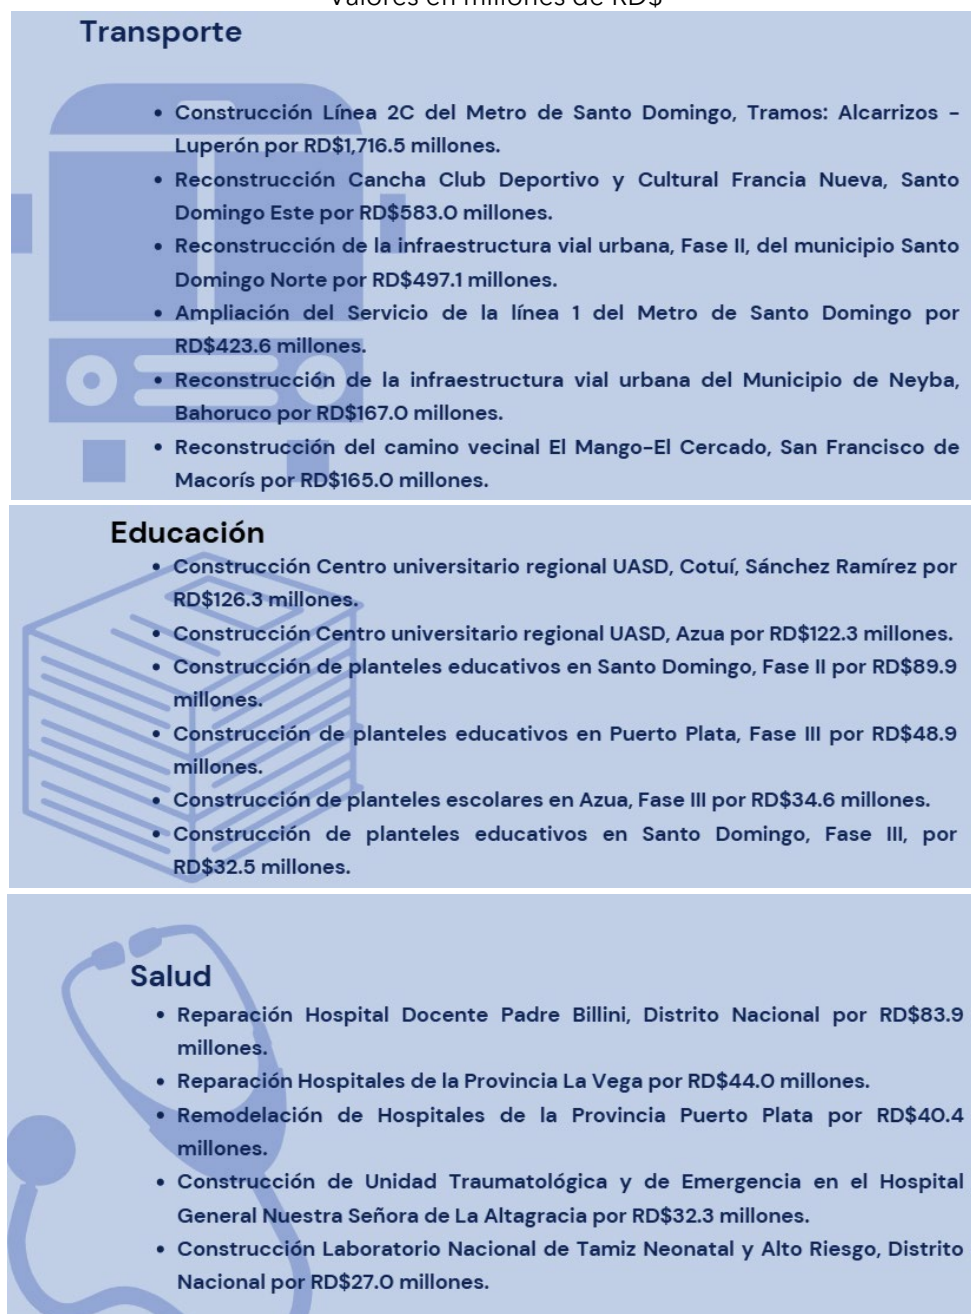 Valores en millones de RD$
Transporte
• Construcción Línea 2C del Metro de Santo Domingo, Tramos: Alcarrizos –
Luperón por RD$1,716.5 millones.
• Reconstrucción Cancha Club Deportivo y Cultural Francia Nueva, Santo
Domingo Este por RD$583.0 millones.
• Reconstrucción de la infraestructura vial urbana, Fase II, del municipio Santo
Domingo Norte por RD$497.1 millones.
• Ampliación del Servicio de la línea 1 del Metro de Santo Domingo por
RD$423.6 millones.
• Reconstrucción de la infraestructura vial urbana del Municipio de Neyba,
Bahoruco por RD$167.0 millones.
• Reconstrucción del camino vecinal El Mango-El Cercado, San Francisco de
Macorís por RD$165.0 millones.
Educación
• Construcción Centro universitario regional UASD, Cotuí, Sánchez Ramírez por
RD$126.3 millones.
• Construcción Centro universitario regional UASD, Azua por RD$122.3 millones.
• Construcción de planteles educativos en Santo Domingo, Fase II por RD$89.9
millones.
• Construcción de planteles educativos en Puerto Plata, Fase III por RD$48.9
millones.
• Construcción de planteles escolares en Azua, Fase III por RD$34.6 millones.
• Construcción de planteles educativos en Santo Domingo, Fase III, por
RD$32.5 millones.
Salud
• Reparación Hospital Docente Padre Billini, Distrito Nacional por RD$83.9
millones.
• Reparación Hospitales de la Provincia La Vega por RD$44.0 millones.
• Remodelación de Hospitales de la Provincia Puerto Plata por RD$40.4
millones.
• Construcción de Unidad Traumatológica y de Emergencia en el Hospital
General Nuestra Señora de La Altagracia por RD$32.3 millones.
• Construcción Laboratorio Nacional de Tamiz Neonatal y Alto Riesgo, Distrito
Nacional por RD$27.0 millones.